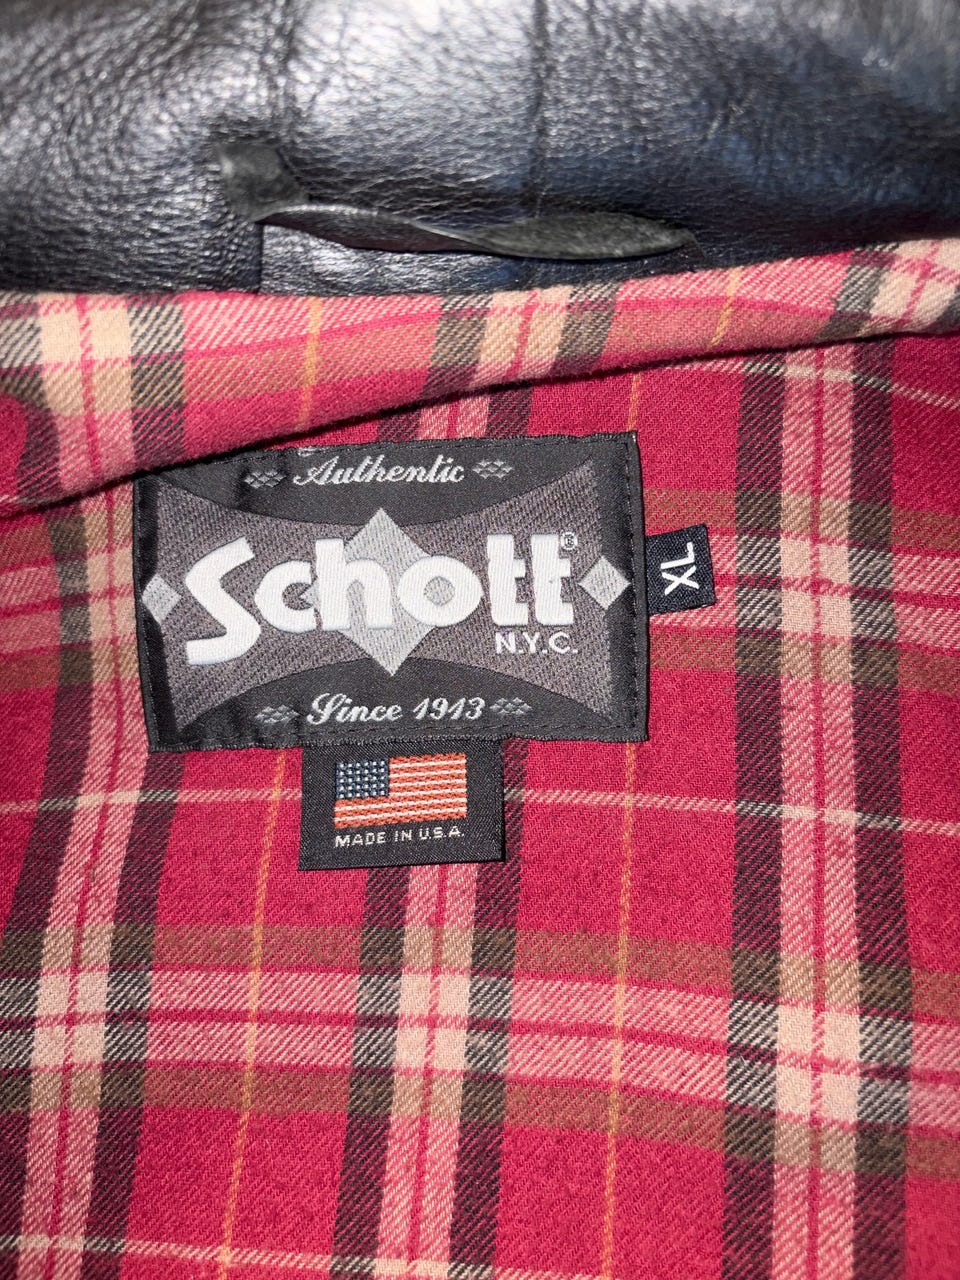 Authentic
Schott®
N.Y.C.
XL
Since 1913
MADE IN U.S.A.